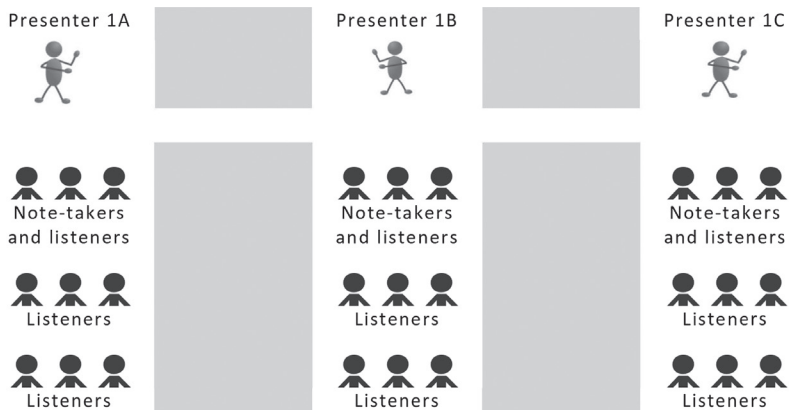 Presenter 1A
Presenter 1B
Presenter 1C
Note-takers
and listeners
Note-takers
and listeners
Note-takers
and listeners
Listeners
Listeners
Listeners
Listeners
Listeners
Listeners